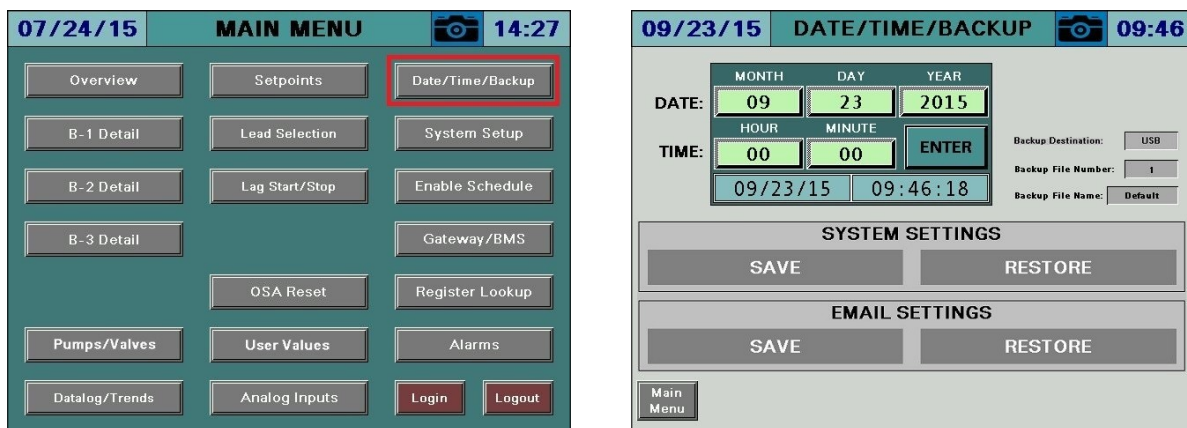 07/24/15 MAIN MENU 14:27
Overview Setpoints Date/Time/Backup
B-1 Detail Lead Selection System Setup
B-2 Detail Lag Start/Stop Enable Schedule
B-3 Detail Gateway/BMS
OSA Reset Register Lookup
Pumps/Valves User Values Alarms
Datalog/Trends Analog Inputs Login Logout
09/23/15 DATE/TIME/BACKUP 09:46
MONTH DAY YEAR
DATE: 09 23 2015
HOUR MINUTE
TIME: 00 00 ENTER
09/23/15 09:46:18
Backup Destination: USB
Backup File Number: 1
Backup File Name: Default
SYSTEM SETTINGS
SAVE RESTORE
EMAIL SETTINGS
SAVE RESTORE
Main
Menu